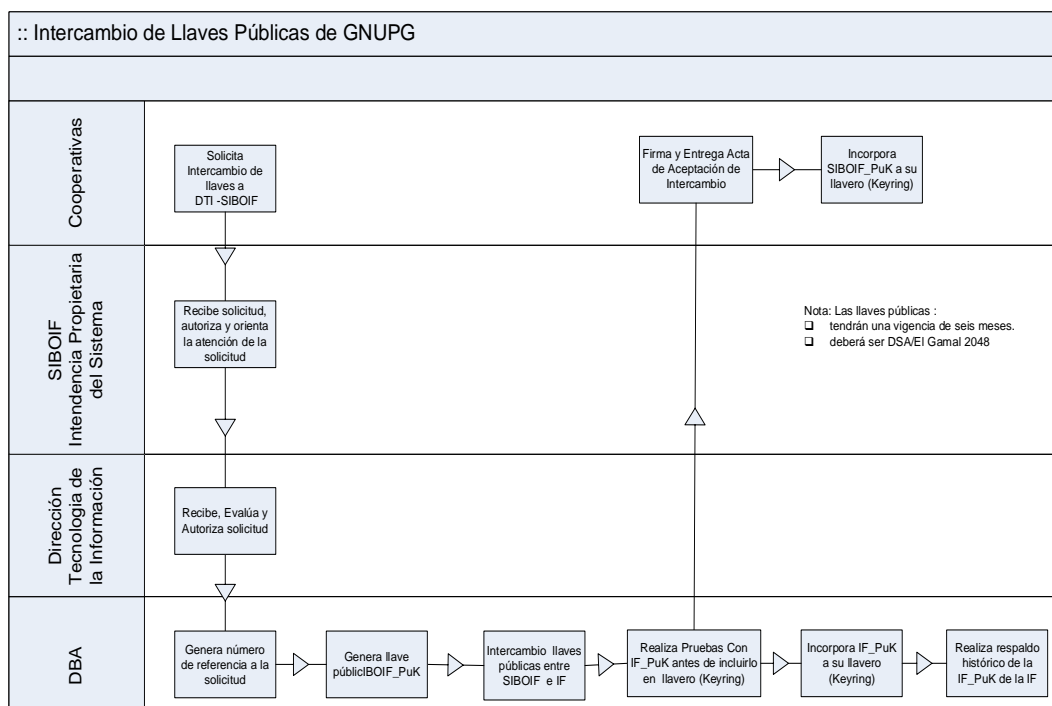 :: Intercambio de Llaves Públicas de GNUPG
Cooperativas
Solicita
Intercambio de
llaves a
DTI -SIBOIF
Firma y Entrega Acta
de Aceptación de
Intercambio
Incorpora
SIBOIF_PuK a su
llavero (Keyring)
SIBOIF
Intendencia Propietaria
del Sistema
Recibe solicitud,
autoriza y orienta
la atención de la
solicitud
Nota: Las llaves públicas :
tendrán una vigencia de seis meses.
deberá ser DSA/El Gamal 2048
Dirección
Tecnologia de
la Información
Recibe, Evalúa y
Autoriza solicitud
DBA
Genera número
de referencia a la
solicitud
Genera llave
públicIBOIF_PuK
Intercambio llaves
públicas entre
SIBOIF e IF
Realiza Pruebas Con
IF_PuK antes de incluirlo
en llavero (Keyring)
Incorpora IF_PuK
a su llavero
(Keyring)
Realiza respaldo
histórico de la
IF_PuK de la IF